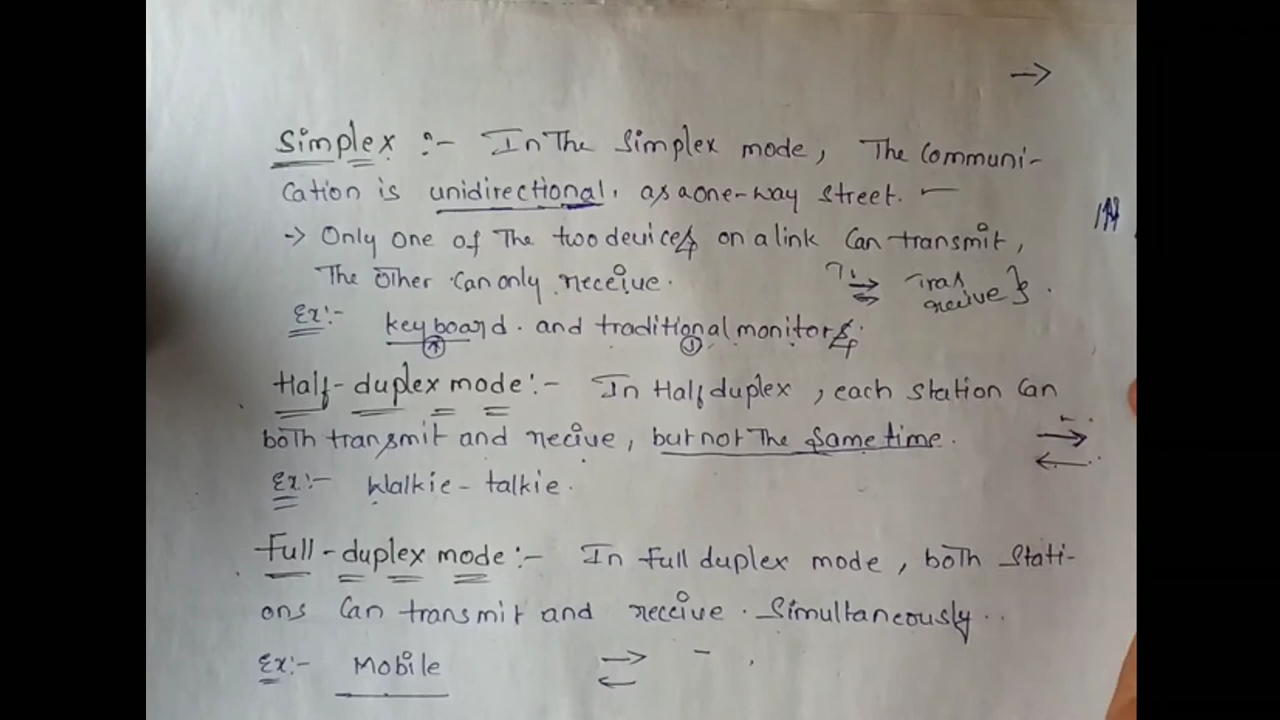 →
Simplex :- In The Simplex mode, The Communi-
cation is unidirectional, as a one-way street.
→ Only one of The two devices on a link can transmit,
The other can only receive.
Ex:- keyboard. and traditional monitors.
Half-duplex mode:- In Half duplex, each station can
both transmit and recive, but not The same time.
Ex:- Walkie-talkie.
Full-duplex mode:- In full duplex mode, both Stati-
ons can transmit and receive. Simultaneously..
Ex:- Mobile